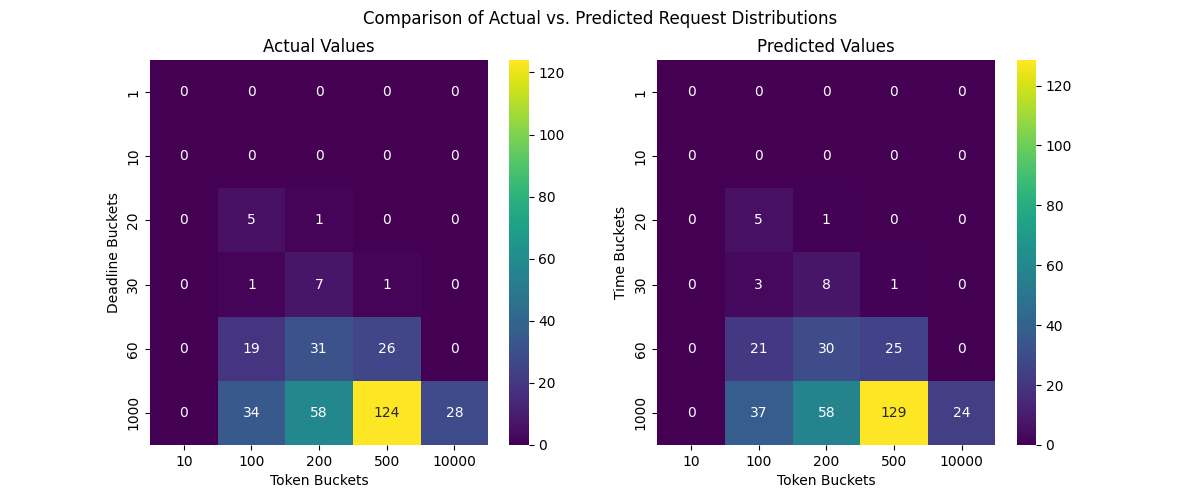 Comparison of Actual vs. Predicted Request Distributions
Actual Values
Deadline Buckets
1
0 0 0 0 0
10
0 0 0 0 0
20
0 5 1 0 0
30
0 1 7 1 0
60
0 19 31 26 0
1000
0 34 58 124 28
10 100 200 500 10000
Token Buckets
120
100
80
60
40
20
0
Predicted Values
Time Buckets
1
0 0 0 0 0
10
0 0 0 0 0
20
0 5 1 0 0
30
0 3 8 1 0
60
0 21 30 25 0
1000
0 37 58 129 24
10 100 200 500 10000
Token Buckets
120
100
80
60
40
20
0